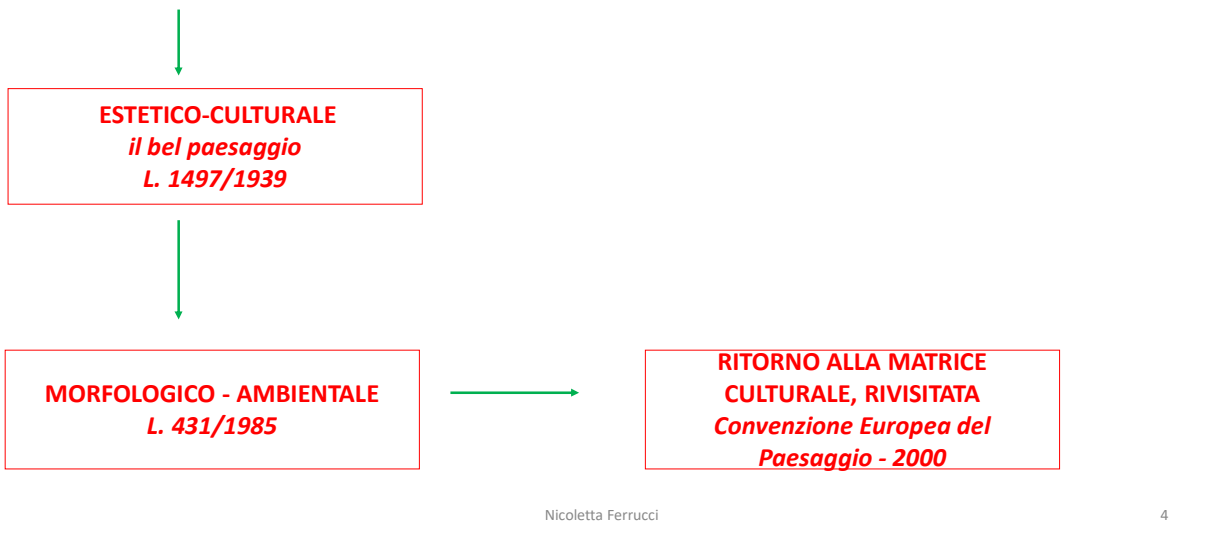 ESTETICO-CULTURALE
il bel paesaggio
L. 1497/1939
MORFOLOGICO - AMBIENTALE
L. 431/1985
RITORNO ALLA MATRICE
CULTURALE, RIVISITATA
Convenzione Europea del
Paesaggio - 2000
Nicoletta Ferrucci
4